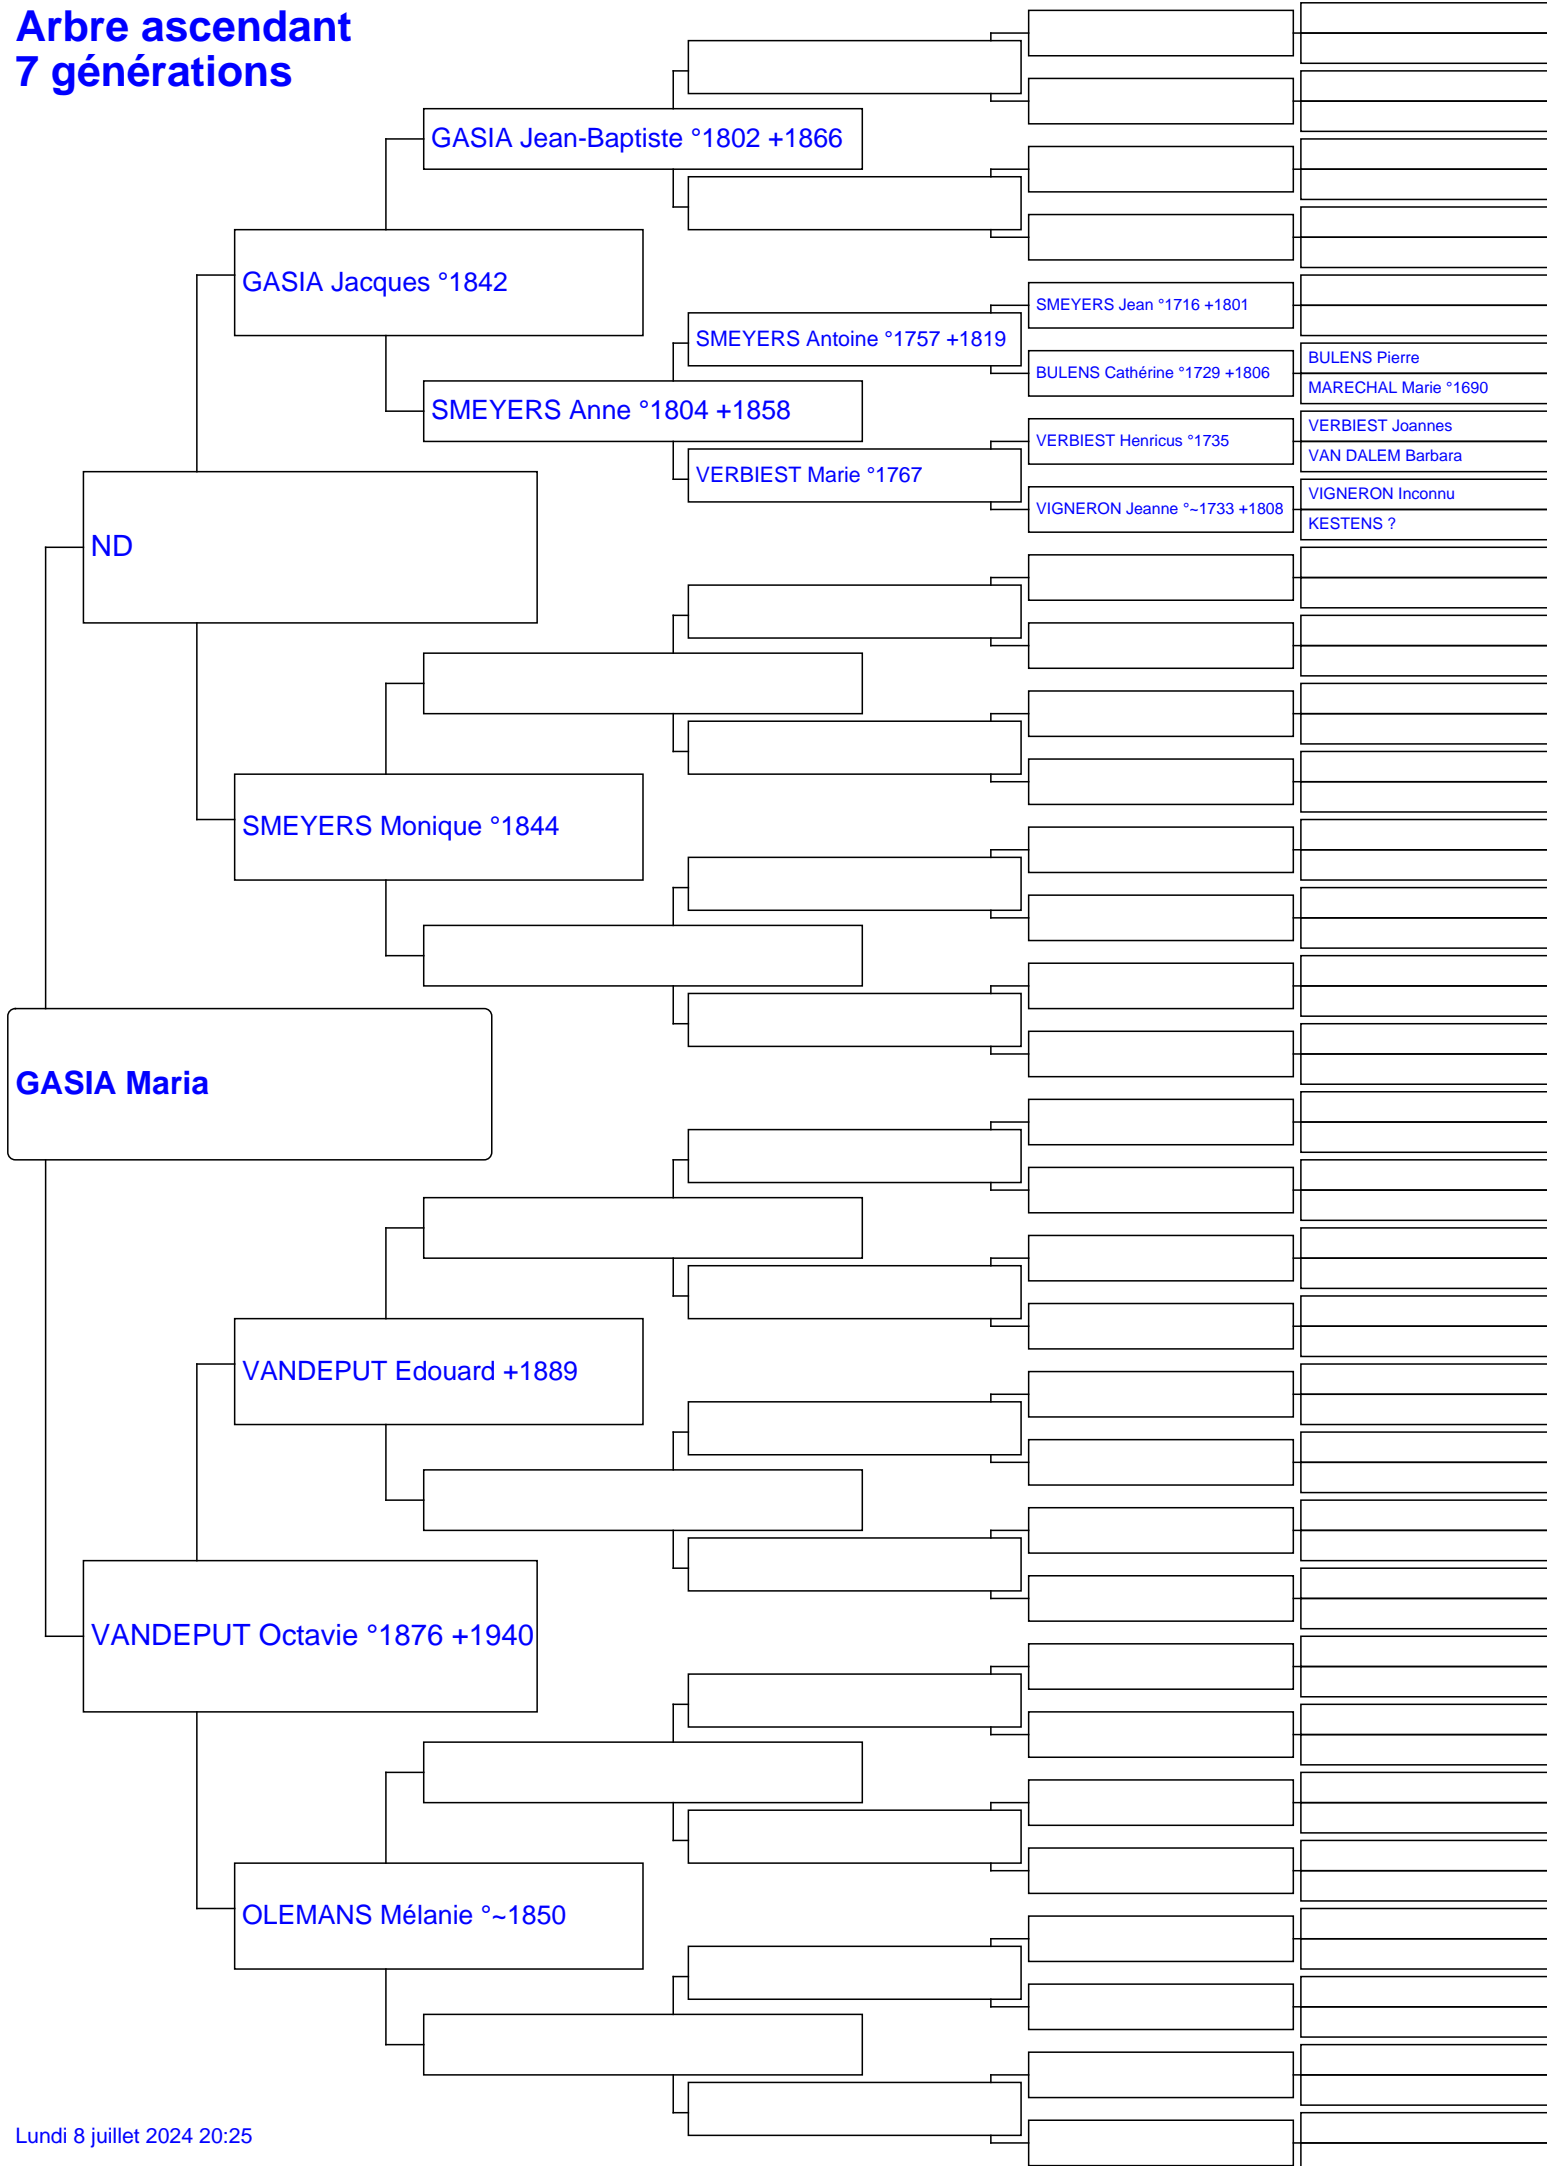 Arbre ascendant
7 générations
GASIA Jean-Baptiste °1802 +1866
GASIA Jacques °1842
SMEYERS Jean °1716 +1801
SMEYERS Antoine °1757 +1819
BULENS Pierre
BULENS Cathérine °1729 +1806
MARECHAL Marie °1690
SMEYERS Anne °1804 +1858
VERBIEST Joannes
VERBIEST Henricus °1735
VAN DALEM Barbara
VERBIEST Marie °1767
VIGNERON Inconnu
VIGNERON Jeanne °~1733 +1808
KESTENS ?
ND
SMEYERS Monique °1844
GASIA Maria
VANDEPUT Edouard +1889
VANDEPUT Octavie °1876 +1940
OLEMANS Mélanie °~1850
Lundi 8 juillet 2024 20:25